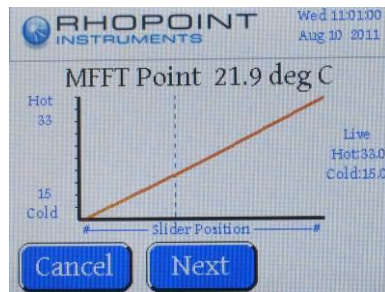 RHOPOINT
INSTRUMENTS
Wed 11:01:00
Aug 10 2011
MFFT Point 21.9 deg C
Hot
33
15
Cold
Live
Hot:33.0
Cold:15.0
#— Slider Position —#
Cancel
Next